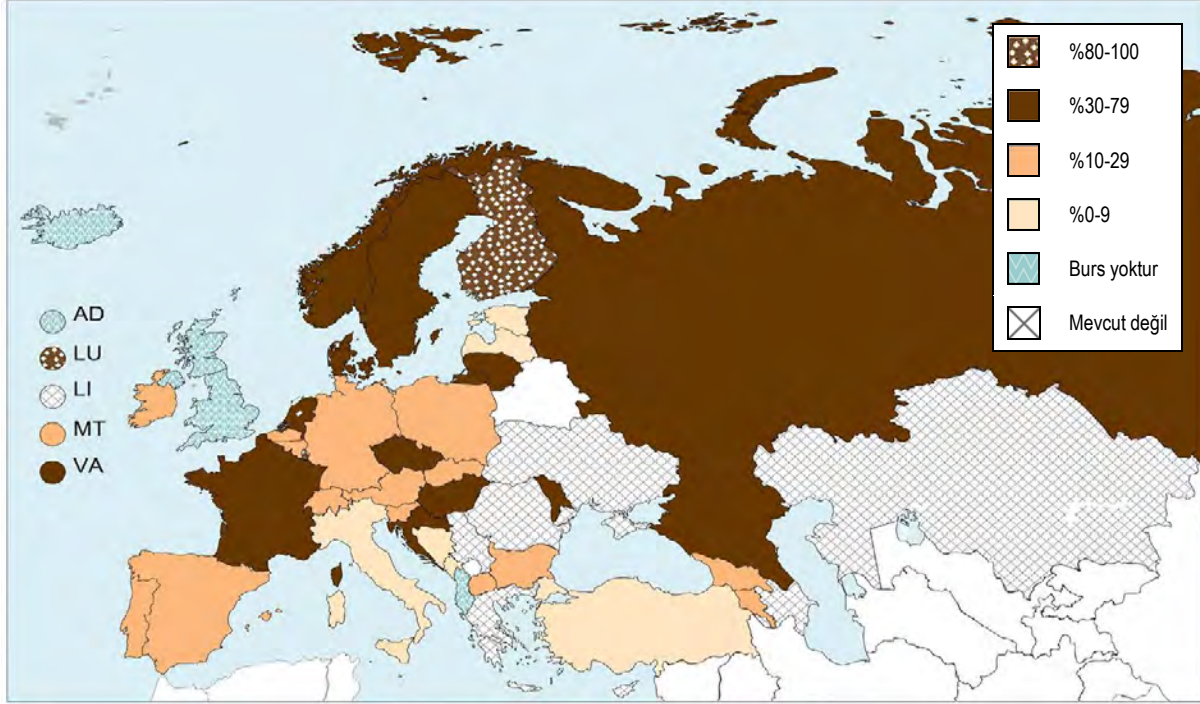 %80-100
%30-79
%10-29
%0-9
Burs yoktur
Mevcut değil
AD
LU
LI
MT
VA